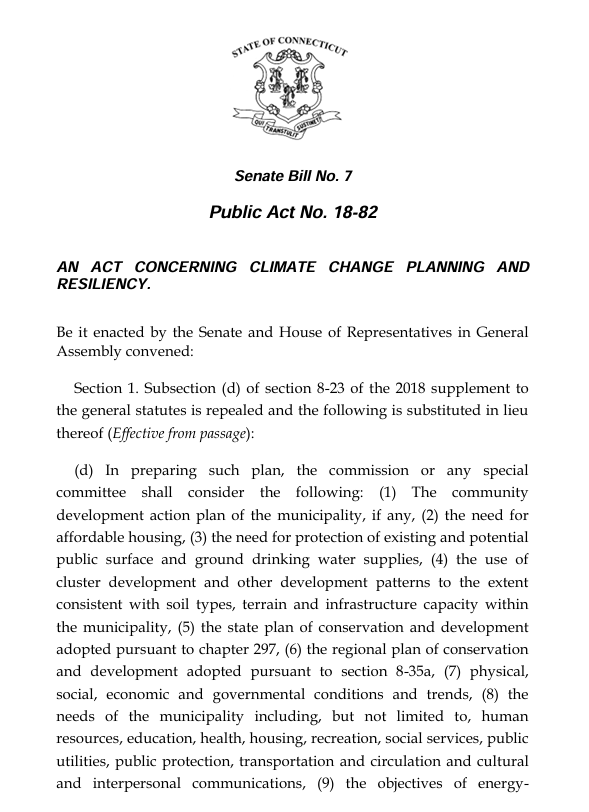 STATE OF CONNECTICUT
QUI TRANSTULIT SUSTINET
Senate Bill No. 7
Public Act No. 18-82
AN ACT CONCERNING CLIMATE CHANGE PLANNING AND
RESILIENCY.
Be it enacted by the Senate and House of Representatives in General
Assembly convened:
Section 1. Subsection (d) of section 8-23 of the 2018 supplement to
the general statutes is repealed and the following is substituted in lieu
thereof (Effective from passage):
(d) In preparing such plan, the commission or any special
committee shall consider the following: (1) The community
development action plan of the municipality, if any, (2) the need for
affordable housing, (3) the need for protection of existing and potential
public surface and ground drinking water supplies, (4) the use of
cluster development and other development patterns to the extent
consistent with soil types, terrain and infrastructure capacity within
the municipality, (5) the state plan of conservation and development
adopted pursuant to chapter 297, (6) the regional plan of conservation
and development adopted pursuant to section 8-35a, (7) physical,
social, economic and governmental conditions and trends, (8) the
needs of the municipality including, but not limited to, human
resources, education, health, housing, recreation, social services, public
utilities, public protection, transportation and circulation and cultural
and interpersonal communications, (9) the objectives of energy-